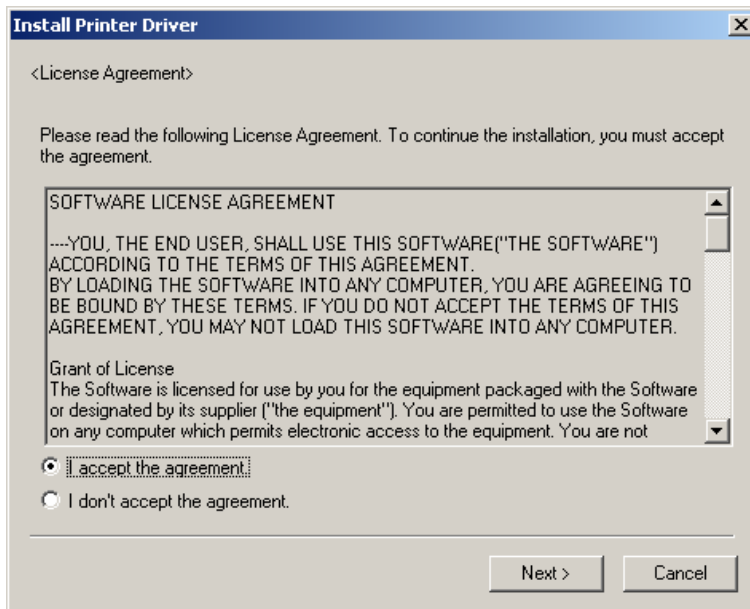 Install Printer Driver
<License Agreement>
Please read the following License Agreement. To continue the installation, you must accept
the agreement.
SOFTWARE LICENSE AGREEMENT
----YOU, THE END USER, SHALL USE THIS SOFTWARE("THE SOFTWARE")
ACCORDING TO THE TERMS OF THIS AGREEMENT.
BY LOADING THE SOFTWARE INTO ANY COMPUTER, YOU ARE AGREEING TO
BE BOUND BY THESE TERMS. IF YOU DO NOT ACCEPT THE TERMS OF THIS
AGREEMENT, YOU MAY NOT LOAD THIS SOFTWARE INTO ANY COMPUTER.
Grant of License
The Software is licensed for use by you for the equipment packaged with the Software
or designated by its supplier ("the equipment"). You are permitted to use the Software
on any computer which permits electronic access to the equipment. You are not
I accept the agreement.
I don't accept the agreement.
Next >
Cancel